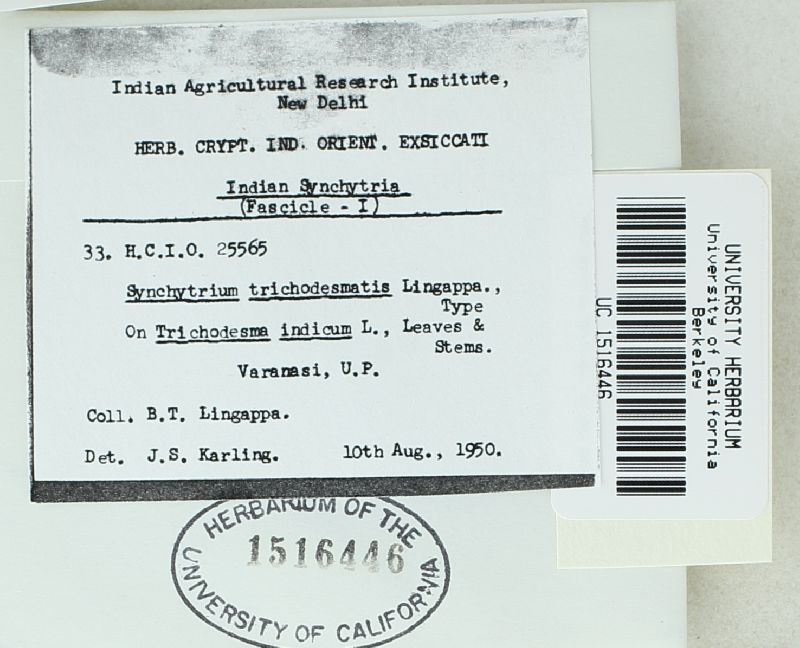 Indian Agricultural Research Institute,
New Delhi
HERB. CRYPT. IND. ORIENT. EXSICCATI
Indian Synchytria
(Fascicle - I)
33. H.C.I.O. 25565
Synchytrium trichodesmatis Lingappa.,
Type
On Trichodesma indicum L., Leaves &
Stems.
Varanasi, U.P.
Coll. B.T. Lingappa.
Det. J.S. Karling. 10th Aug., 1950.
HERBARIUM OF THE
1516446
UNIVERSITY OF CALIFORNIA
UNIVERSITY HERBARIUM
University of California
Berkeley
UC 1516446